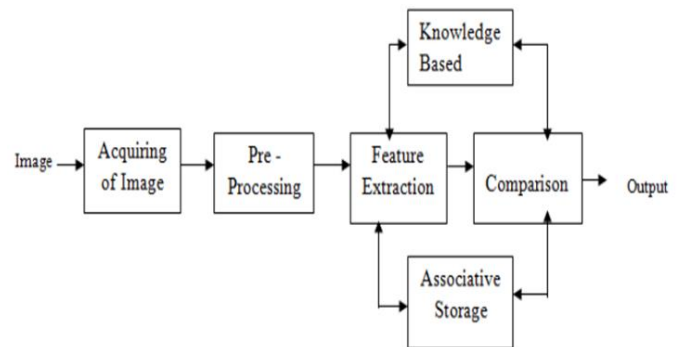 Knowledge
Based
Image
Acquiring
of Image
Pre -
Processing
Feature
Extraction
Comparison
Output
Associative
Storage